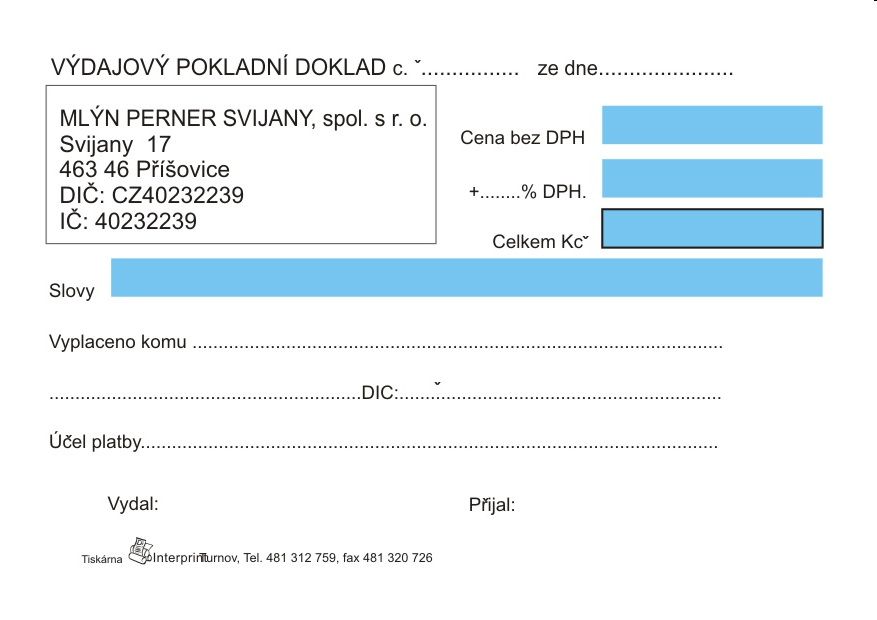 VÝDAJOVÝ POKLADNÍ DOKLAD c. ˇ................ ze dne.......................
MLÝN PERNER SVIJANY, spol. s r. o.
Svijany 17
463 46 Příšovice
DIČ: CZ40232239
IČ: 40232239
Cena bez DPH
+........% DPH.
Celkem Kcˇ
Slovy
Vyplaceno komu ......................................................................................................
............................................................DIC:.......ˇ......................................................
Účel platby...............................................................................................................
Vydal: Přijal:
Tiskárna Interprint Turnov, Tel. 481 312 759, fax 481 320 726